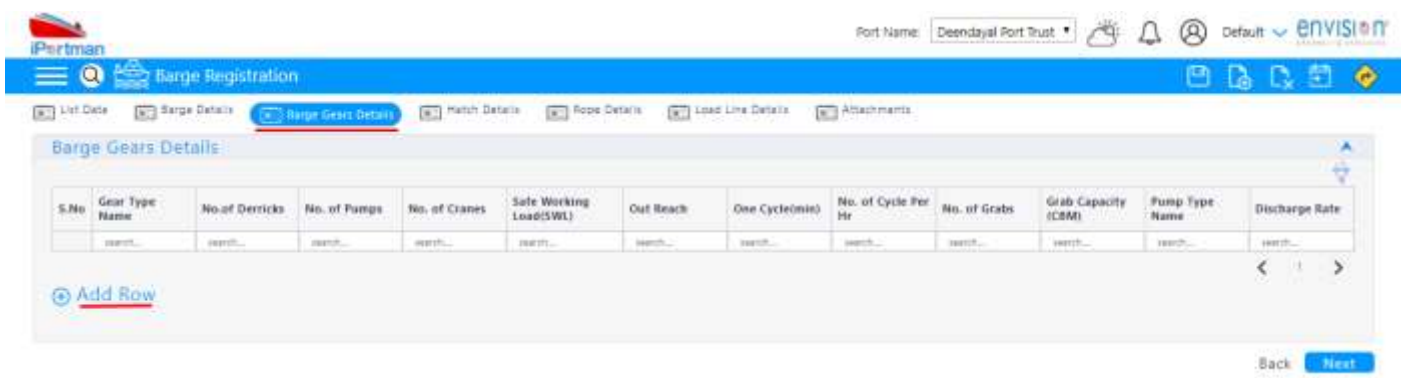 Port Name: Deendayal Port Trust Default envision
iPortman
Barge Registration
List Data Barge Details Barge Gears Details Hatch Details Rope Details Load Line Details Attachments
Barge Gears Details
S.No Gear Type Name No.of Derricks No. of Pumps No. of Cranes Safe Working Load(SWL) Out Reach One Cycle(min) No. of Cycle Per Hr No. of Grabs Grab Capacity (CBM) Pump Type Name Discharge Rate
search... search... search... search... search... search... search... search... search... search... search... search...
1
Add Row
Back Next